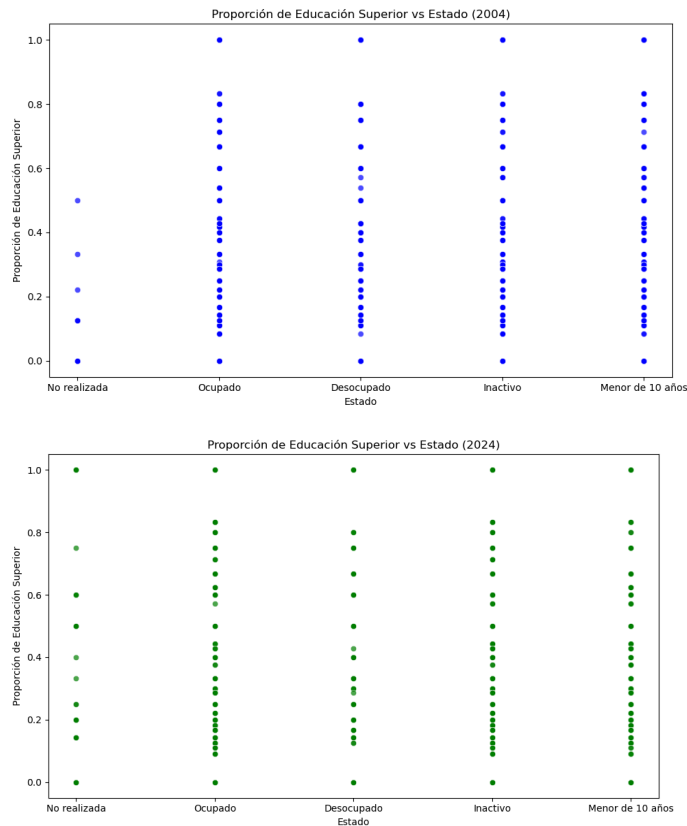 Proporción de Educación Superior vs Estado (2004)
Proporción de Educación Superior
1.0
0.8
0.6
0.4
0.2
0.0
No realizada Ocupado Desocupado Inactivo Menor de 10 años
Estado
Proporción de Educación Superior vs Estado (2024)
Proporción de Educación Superior
1.0
0.8
0.6
0.4
0.2
0.0
No realizada Ocupado Desocupado Inactivo Menor de 10 años
Estado